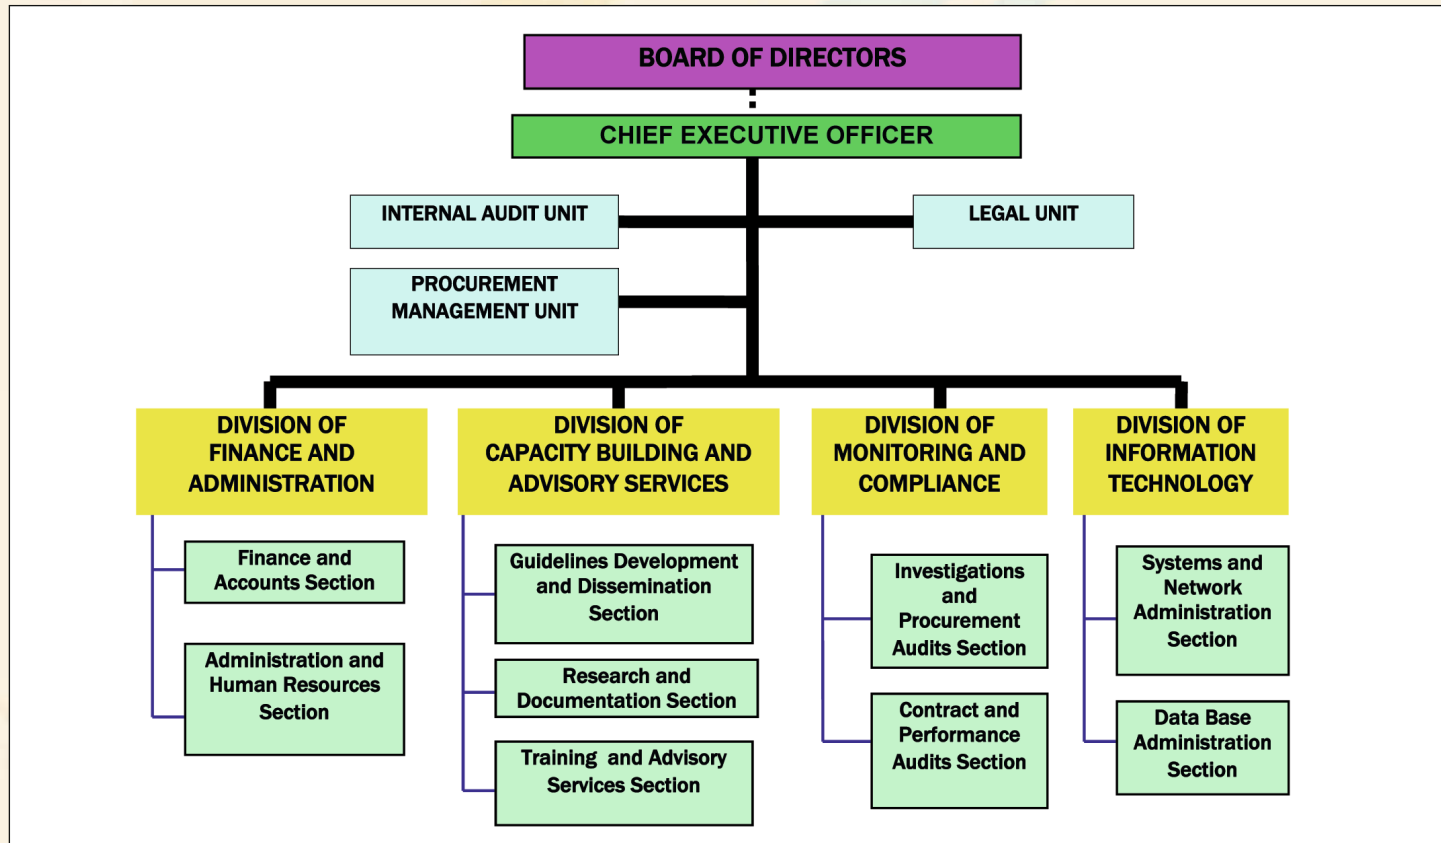 BOARD OF DIRECTORS
CHIEF EXECUTIVE OFFICER
INTERNAL AUDIT UNIT
LEGAL UNIT
PROCUREMENT
MANAGEMENT UNIT
DIVISION OF
FINANCE AND
ADMINISTRATION
DIVISION OF
CAPACITY BUILDING AND
ADVISORY SERVICES
DIVISION OF
MONITORING AND
COMPLIANCE
DIVISION OF
INFORMATION
TECHNOLOGY
Finance and
Accounts Section
Administration and
Human Resources
Section
Guidelines Development
and Dissemination
Section
Research and
Documentation Section
Training and Advisory
Services Section
Investigations
and
Procurement
Audits Section
Contract and
Performance
Audits Section
Systems and
Network
Administration
Section
Data Base
Administration
Section